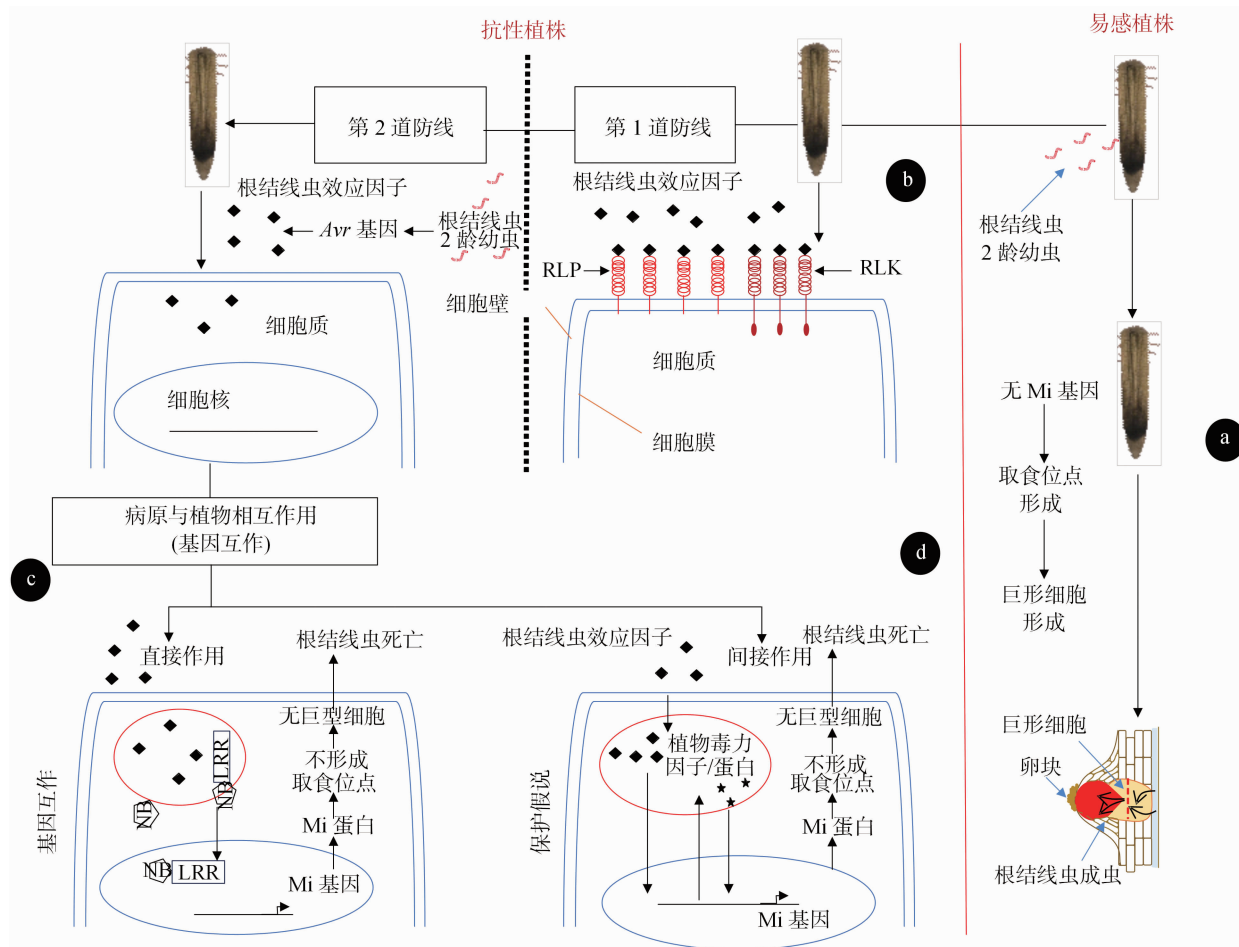 抗性植株
易感植株
第 2 道防线
第 1 道防线
b
根结线虫效应因子
Avr 基因
根结线虫
2 龄幼虫
根结线虫效应因子
RLP
RLK
根结线虫
2 龄幼虫
细胞壁
细胞质
细胞核
细胞质
细胞膜
无 Mi 基因
取食位点
形成
巨形细胞
形成
a
病原与植物相互作用
(基因互作)
c
d
直接作用
根结线虫死亡
无巨型细胞
不形成
取食位点
Mi 蛋白
Mi 基因
LRR
NB
NB
NB
LRR
基因互作
根结线虫效应因子
间接作用
根结线虫死亡
植物毒力
因子/蛋白
无巨型细胞
不形成
取食位点
Mi 蛋白
Mi 基因
保护假说
巨形细胞
卵块
根结线虫成虫